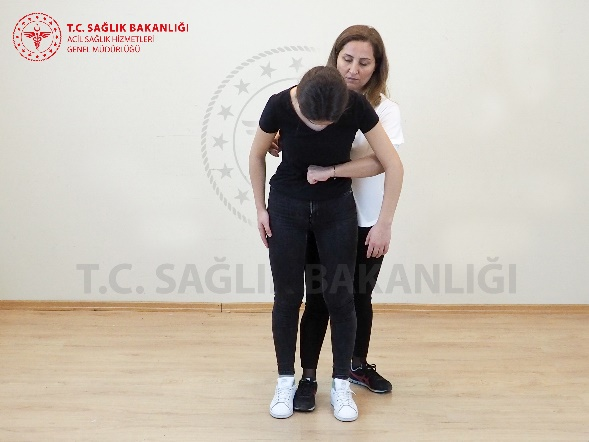 T.C. SAĞLIK BAKANLIĞI
ACİL SAĞLIK HİZMETLERİ
GENEL MÜDÜRLÜĞÜ
T.C. SAĞLIK BAKANLIĞI